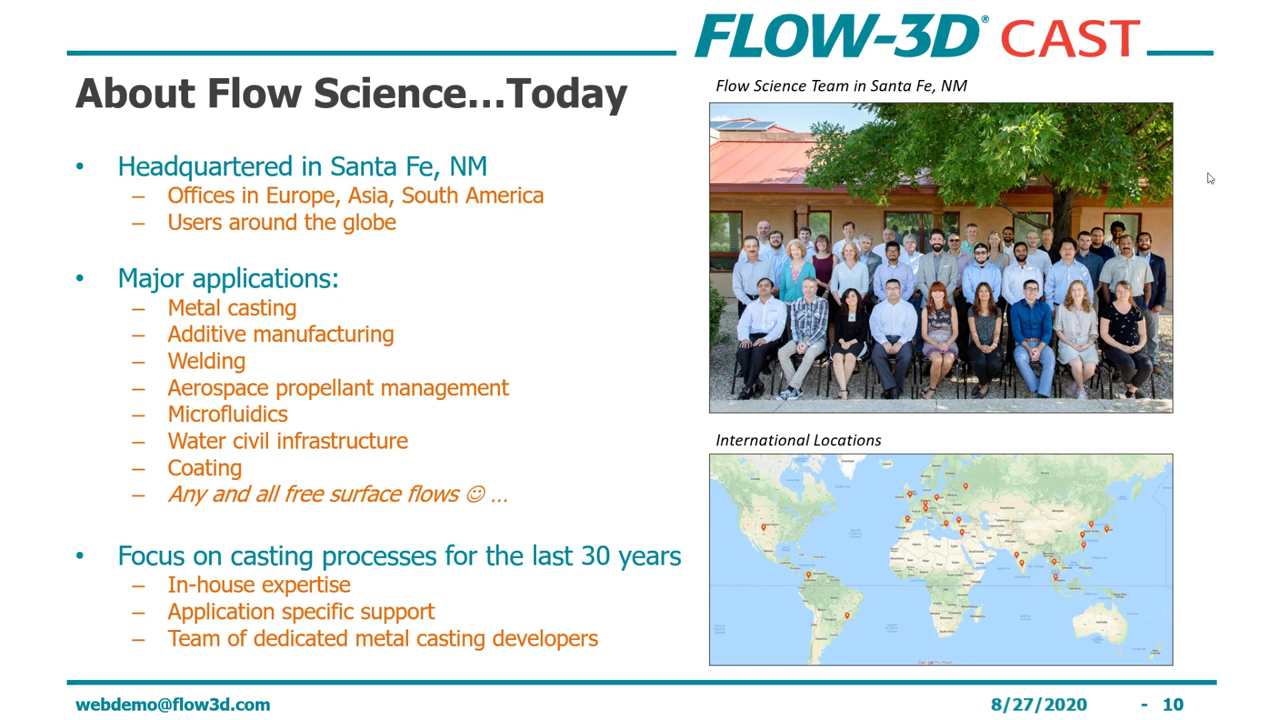 FLOW-3D® CAST
About Flow Science...Today
• Headquartered in Santa Fe, NM
– Offices in Europe, Asia, South America
– Users around the globe
• Major applications:
– Metal casting
– Additive manufacturing
– Welding
– Aerospace propellant management
– Microfluidics
– Water civil infrastructure
– Coating
– Any and all free surface flows ☺ ...
• Focus on casting processes for the last 30 years
– In-house expertise
– Application specific support
– Team of dedicated metal casting developers
Flow Science Team in Santa Fe, NM
International Locations
webdemo@flow3d.com
8/27/2020 - 10